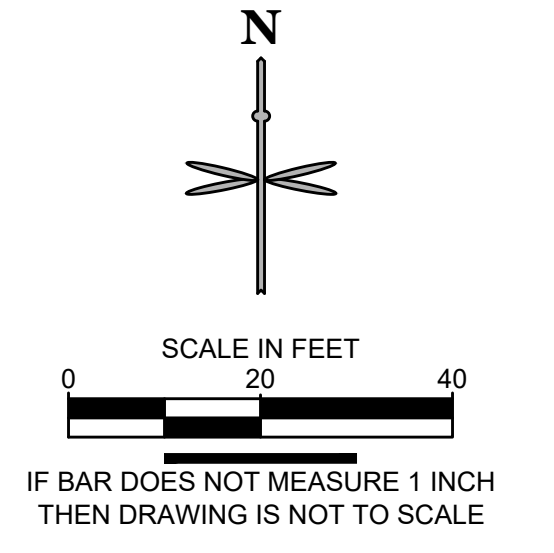 N
SCALE IN FEET
0 20 40
IF BAR DOES NOT MEASURE 1 INCH
THEN DRAWING IS NOT TO SCALE